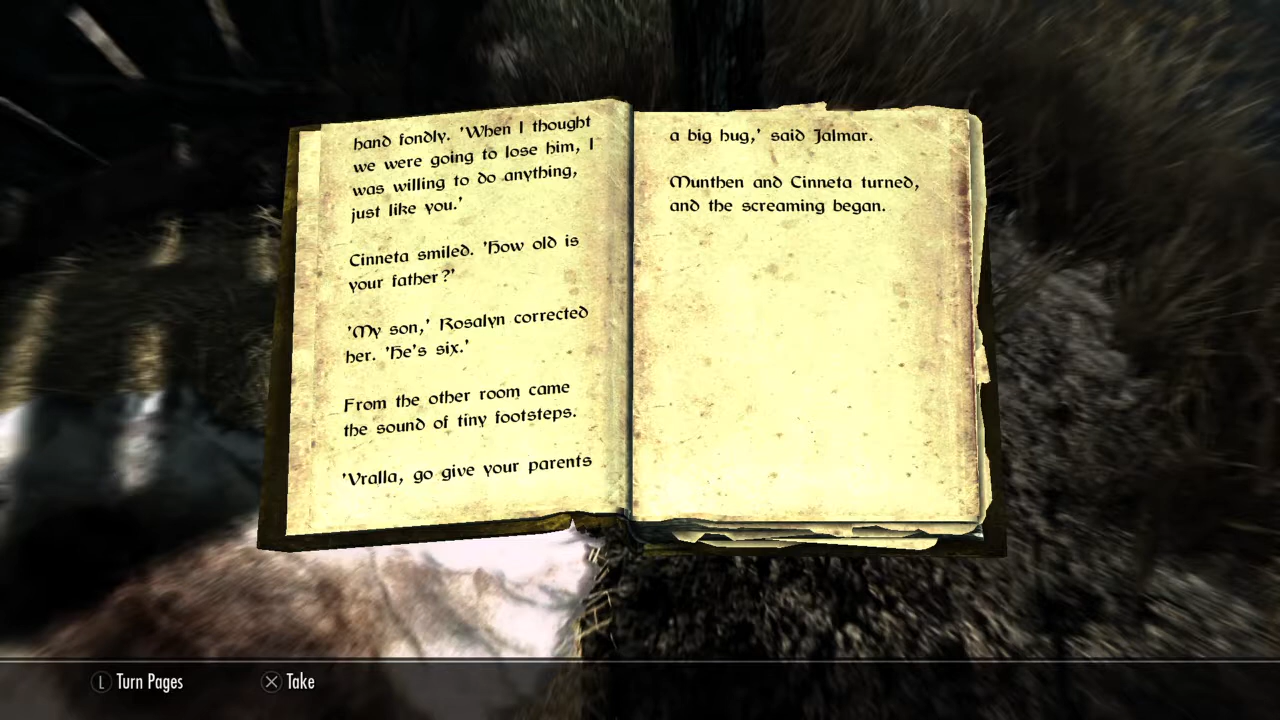 hand fondly. 'When I thought
we were going to lose him, I
was willing to do anything,
just like you.'
Cinneta smiled. 'How old is
your father?'
'My son,' Rosalyn corrected
her. 'He's six.'
From the other room came
the sound of tiny footsteps.
'Vralla, go give your parents
a big hug,' said Jalmar.
Munthen and Cinneta turned,
and the screaming began.
L Turn Pages
X Take